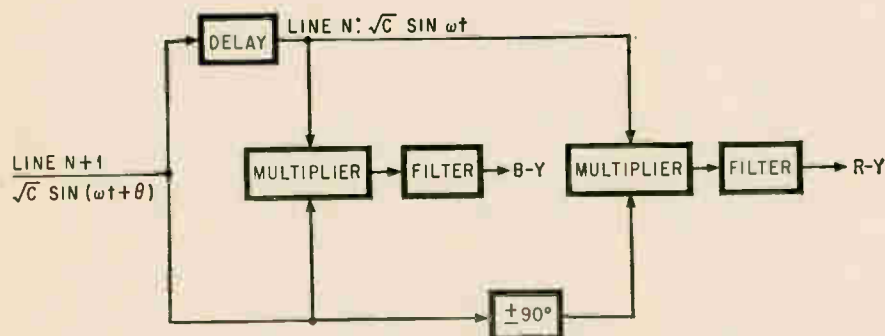 DELAY
LINE N: √C SIN ωt
LINE N+1
√C SIN (ωt+θ)
MULTIPLIER
FILTER
B-Y
MULTIPLIER
FILTER
R-Y
±90°